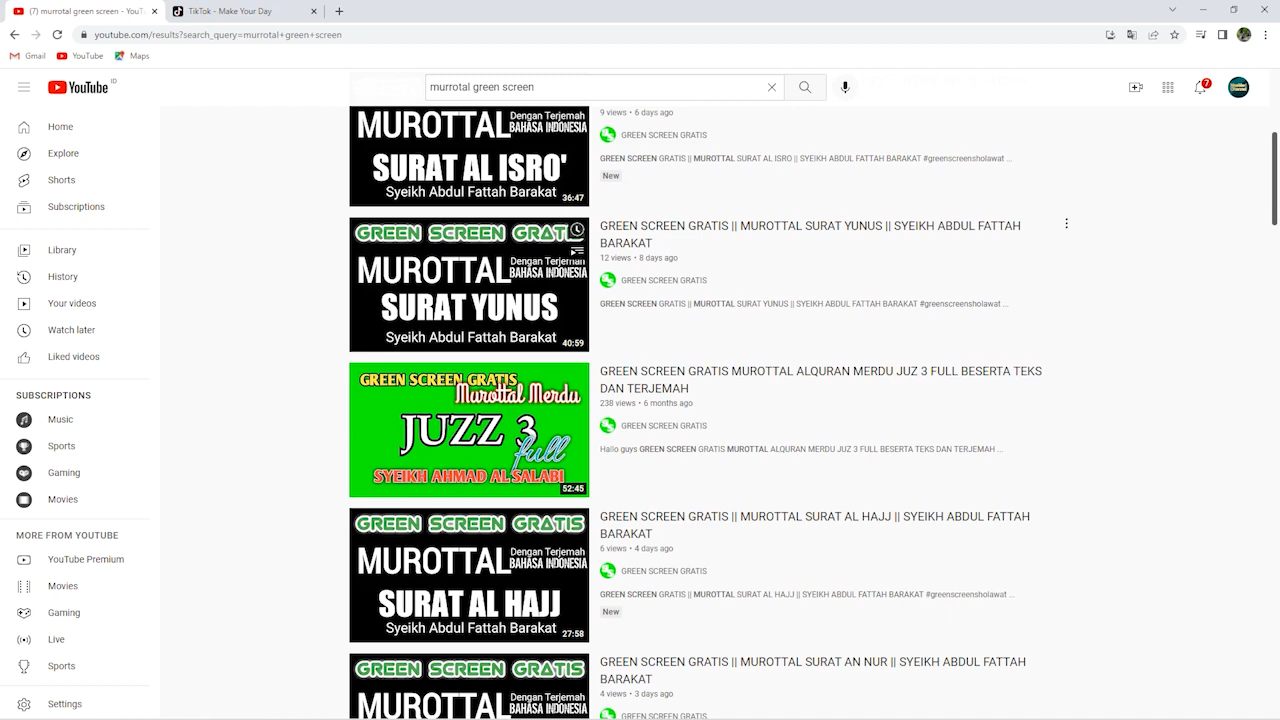 (7) murrotal green screen - YouT
TikTok - Make Your Day
youtube.com/results?search_query=murrotal+green+screen
Gmail
YouTube
Maps
YouTube ID
murrotal green screen
7
Home
Explore
Shorts
Subscriptions
Library
History
Your videos
Watch later
Liked videos
SUBSCRIPTIONS
Music
Sports
Gaming
Movies
MORE FROM YOUTUBE
YouTube Premium
Movies
Gaming
Live
Sports
Settings
MUROTTAL Dengan Terjemah BAHASA INDONESIA
SURAT AL ISRO'
Syeikh Abdul Fattah Barakat
36:47
9 views • 6 days ago
GREEN SCREEN GRATIS
GREEN SCREEN GRATIS || MUROTTAL SURAT AL ISRO || SYEIKH ABDUL FATTAH BARAKAT #greenscreensholawat ...
New
GREEN SCREEN GRATIS
MUROTTAL Dengan Terjemah BAHASA INDONESIA
SURAT YUNUS
Syeikh Abdul Fattah Barakat
40:59
GREEN SCREEN GRATIS || MUROTTAL SURAT YUNUS || SYEIKH ABDUL FATTAH
BARAKAT
12 views • 8 days ago
GREEN SCREEN GRATIS
GREEN SCREEN GRATIS || MUROTTAL SURAT YUNUS || SYEIKH ABDUL FATTAH BARAKAT #greenscreensholawat ...
GREEN SCREEN GRATIS
Murottal Merdu
JUZZ 3
full
SYEIKH AHMAD AL SALABI
52:45
GREEN SCREEN GRATIS MUROTTAL ALQURAN MERDU JUZ 3 FULL BESERTA TEKS
DAN TERJEMAH
238 views • 6 months ago
GREEN SCREEN GRATIS
Hallo guys GREEN SCREEN GRATIS MUROTTAL ALQURAN MERDU JUZ 3 FULL BESERTA TEKS DAN TERJEMAH ...
GREEN SCREEN GRATIS
MUROTTAL Dengan Terjemah BAHASA INDONESIA
SURAT AL HAJJ
Syeikh Abdul Fattah Barakat
27:58
GREEN SCREEN GRATIS || MUROTTAL SURAT AL HAJJ || SYEIKH ABDUL FATTAH
BARAKAT
6 views • 4 days ago
GREEN SCREEN GRATIS
GREEN SCREEN GRATIS || MUROTTAL SURAT AL HAJJ || SYEIKH ABDUL FATTAH BARAKAT #greenscreensholawat ...
New
GREEN SCREEN GRATIS
MUROTTAL Dengan Terjemah BAHASA INDONESIA
GREEN SCREEN GRATIS || MUROTTAL SURAT AN NUR || SYEIKH ABDUL FATTAH
BARAKAT
4 views • 3 days ago
GREEN SCREEN GRATIS